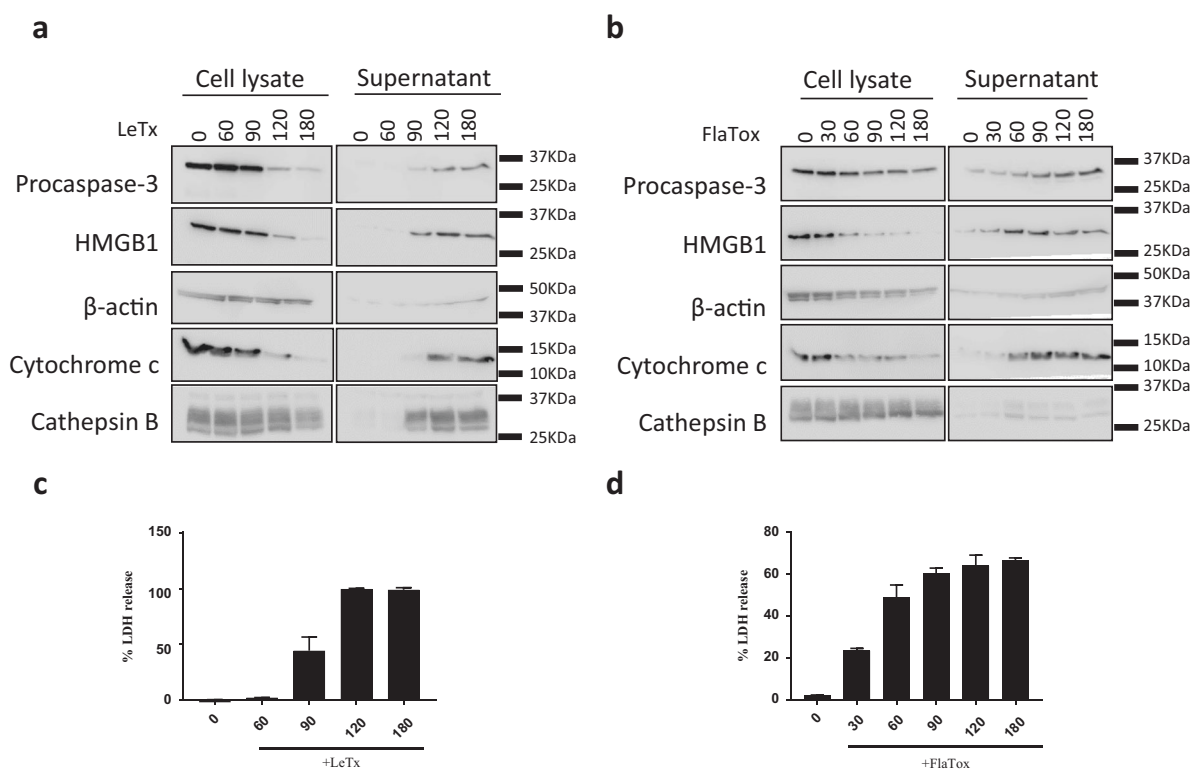 a
Cell lysate Supernatant
LeTx 0 60 90 120 180 0 60 90 120 180
Procaspase-3 37KDa
25KDa
HMGB1 37KDa
25KDa
β-actin 50KDa
37KDa
Cytochrome c 15KDa
10KDa
Cathepsin B 37KDa
25KDa
b
Cell lysate Supernatant
FlaTox 0 30 60 90 120 180 0 30 60 90 120 180
Procaspase-3 37KDa
25KDa
HMGB1 37KDa
25KDa
β-actin 50KDa
37KDa
Cytochrome c 15KDa
10KDa
Cathepsin B 37KDa
25KDa
c
% LDH release
150
100
50
0
0 60 90 120 180
+LeTx
d
% LDH release
80
60
40
20
0
0 30 60 90 120 180
+FlaTox